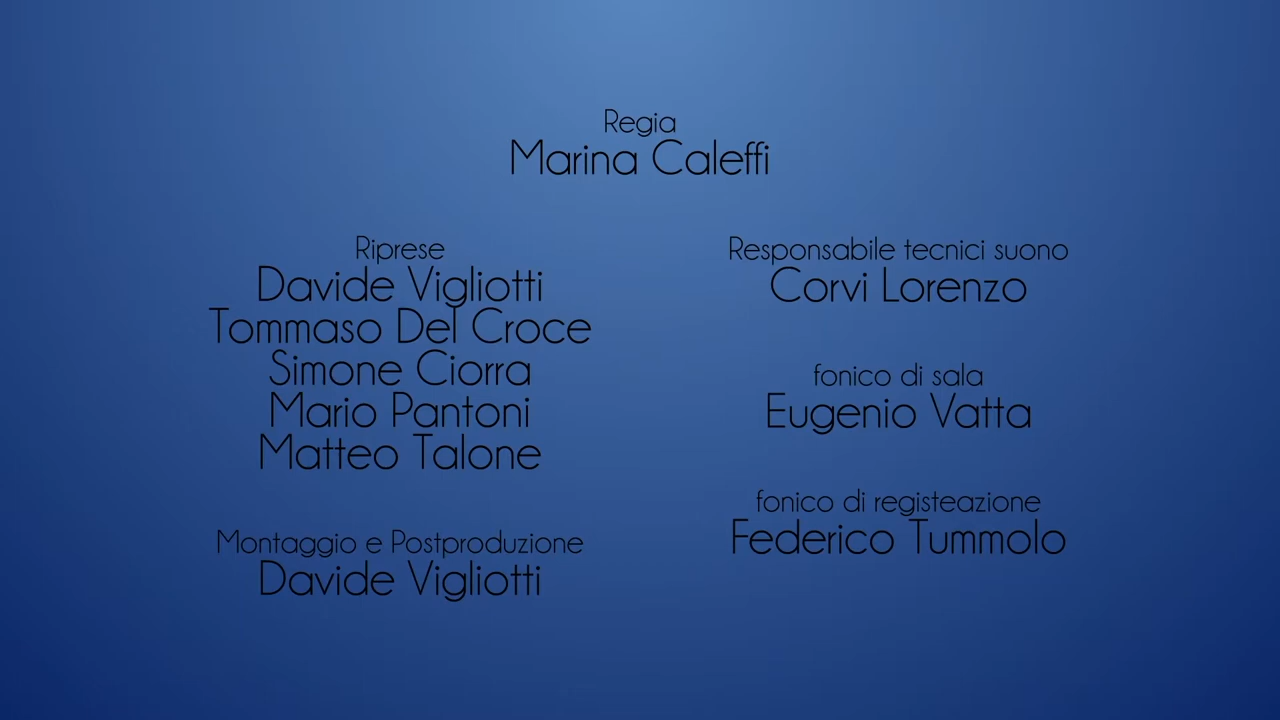 Regia
Marina Caleffi
Riprese
Davide Vigliotti
Tommaso Del Croce
Simone Ciorra
Mario Pantoni
Matteo Talone
Montaggio e Postproduzione
Davide Vigliotti
Responsabile tecnici suono
Corvi Lorenzo
fonico di sala
Eugenio Vatta
fonico di registeazione
Federico Tummolo